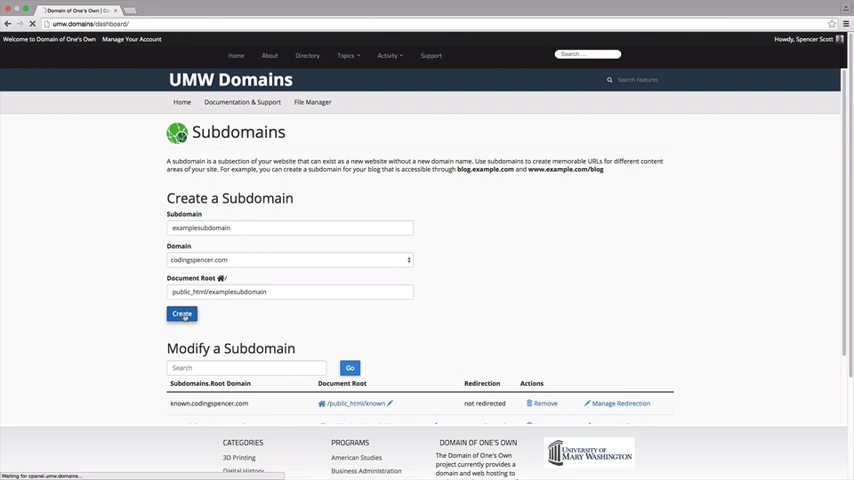 Domain of One's Own | Da
umw.domains/dashboard/
Welcome to Domain of One's Own Manage Your Account Howdy, Spencer Scott
Home About Directory Topics Activity Support Search ...
UMW Domains Search Features
Home Documentation & Support File Manager
Subdomains
A subdomain is a subsection of your website that can exist as a new website without a new domain name. Use subdomains to create memorable URLs for different content
areas of your site. For example, you can create a subdomain for your blog that is accessible through blog.example.com and www.example.com/blog
Create a Subdomain
Subdomain
examplesubdomain
Domain
codingspencer.com
Document Root /
public_html/examplesubdomain
Create
Modify a Subdomain
Search Go
Subdomains.Root Domain Document Root Redirection Actions
known.codingspencer.com /public_html/known not redirected Remove Manage Redirection
CATEGORIES PROGRAMS DOMAIN OF ONE'S OWN UNIVERSITY OF MARY WASHINGTON
3D Printing American Studies The Domain of One's Own
Digital History Business Administration project currently provides a
domain and web hosting to
Waiting for cpanel.umw.domains...